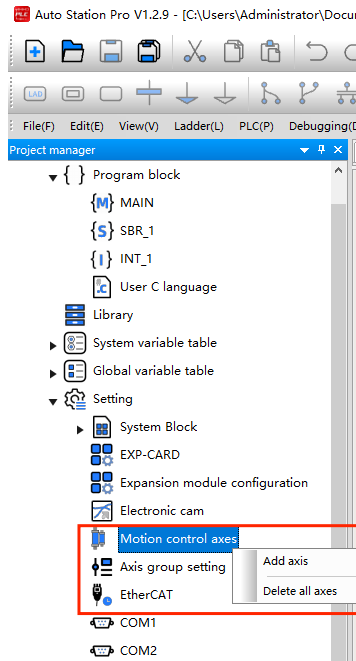 Auto Station Pro V1.2.9 - [C:\Users\Administrator\Docum
LAD
File(F) Edit(E) View(V) Ladder(L) PLC(P) Debugging(D
Project manager
Program block
MAIN
SBR_1
INT_1
User C language
Library
System variable table
Global variable table
Setting
System Block
EXP-CARD
Expansion module configuration
Electronic cam
Motion control axes
Add axis
Axis group setting
Delete all axes
EtherCAT
COM1
COM2